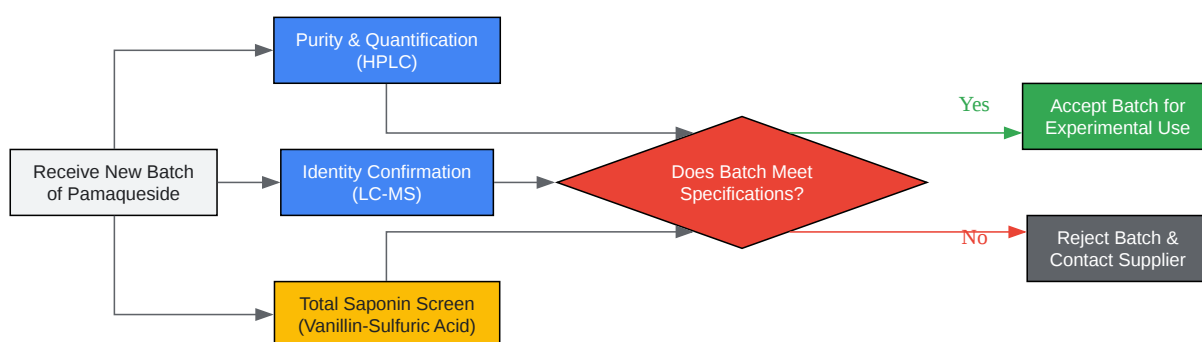 Purity & Quantification
(HPLC)
Receive New Batch
of Pamaqueside
Identity Confirmation
(LC-MS)
Total Saponin Screen
(Vanillin-Sulfuric Acid)
Does Batch Meet
Specifications?
Yes
Accept Batch for
Experimental Use
No
Reject Batch &
Contact Supplier